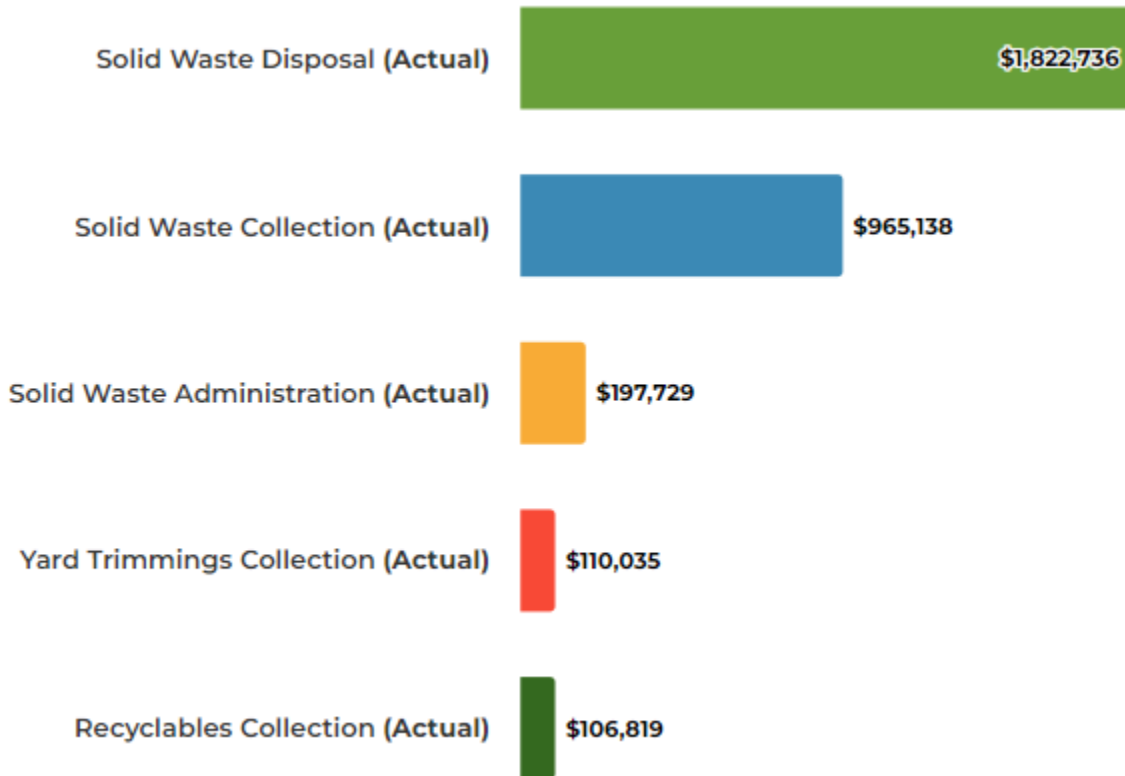 Solid Waste Disposal (Actual) $1,822,736
Solid Waste Collection (Actual) $965,138
Solid Waste Administration (Actual) $197,729
Yard Trimmings Collection (Actual) $110,035
Recyclables Collection (Actual) $106,819